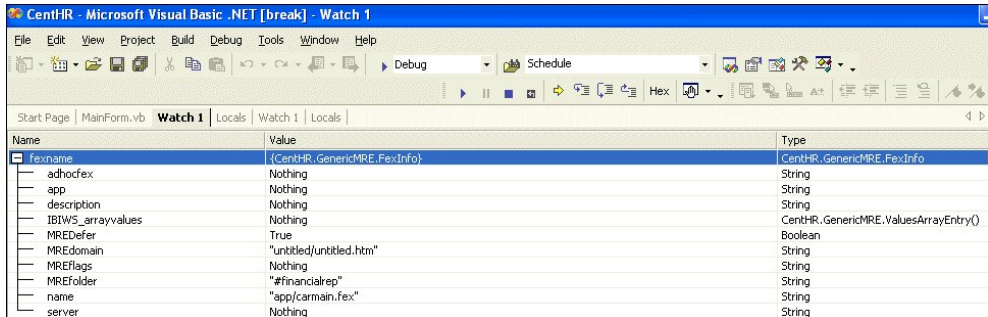 CentHR - Microsoft Visual Basic .NET [break] - Watch 1
File Edit View Project Build Debug Tools Window Help
Debug Schedule
Hex
Start Page MainForm.vb Watch 1 Locals Watch 1 Locals
Name Value Type
fexname {CentHR.GenericMRE.FexInfo} CentHR.GenericMRE.FexInfo
adhocfex Nothing String
app Nothing String
description Nothing String
IBIWS_arrayvalues Nothing CentHR.GenericMRE.ValuesArrayEntry()
MREDefer True Boolean
MREdomain "untitled/untitled.htm" String
MREflags Nothing String
MREfolder "#financialrep" String
name "app/carmain.fex" String
server Nothing String